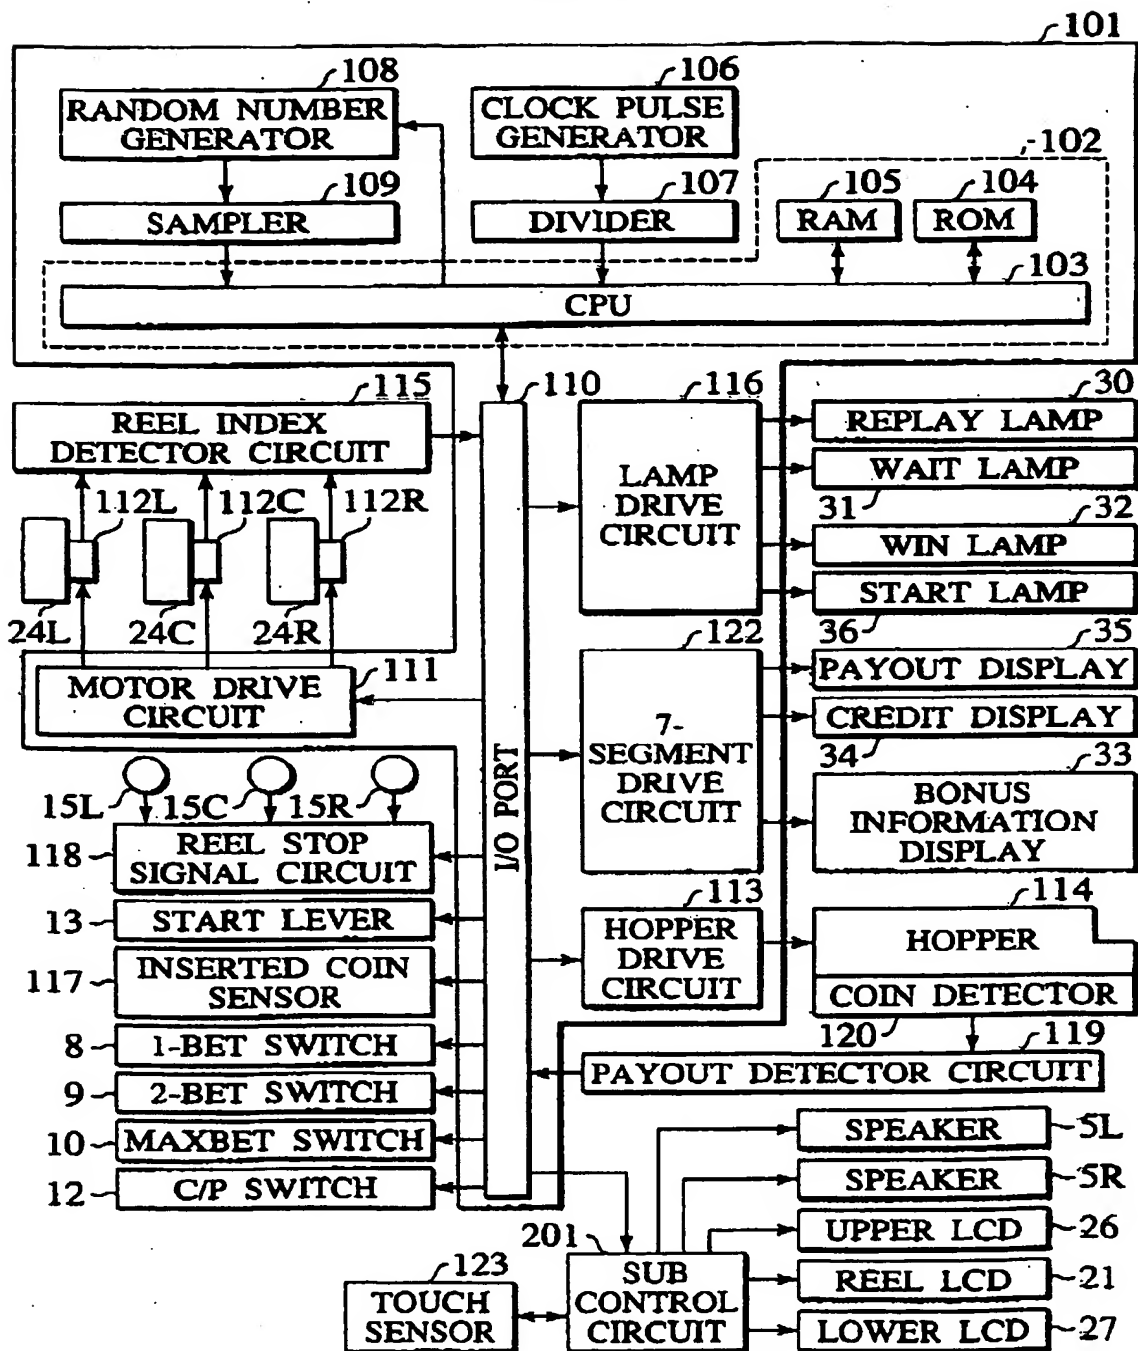 101
108
106
RANDOM NUMBER
GENERATOR
CLOCK PULSE
GENERATOR
102
109
107
105
104
SAMPLER
DIVIDER
RAM
ROM
103
CPU
115
110
116
30
REEL INDEX
DETECTOR CIRCUIT
LAMP
DRIVE
CIRCUIT
REPLAY LAMP
WAIT LAMP
31
32
112L
112C
112R
WIN LAMP
START LAMP
24L
24C
24R
36
122
35
MOTOR DRIVE
CIRCUIT
111
I/O PORT
7-
SEGMENT
DRIVE
CIRCUIT
PAYOUT DISPLAY
CREDIT DISPLAY
34
33
15L
15C
15R
BONUS
INFORMATION
DISPLAY
118
REEL STOP
SIGNAL CIRCUIT
113
114
13
START LEVER
HOPPER
DRIVE
CIRCUIT
HOPPER
117
INSERTED COIN
SENSOR
COIN DETECTOR
120
119
8
1-BET SWITCH
PAYOUT DETECTOR CIRCUIT
9
2-BET SWITCH
10
MAXBET SWITCH
SPEAKER
5L
12
C/P SWITCH
SPEAKER
5R
201
UPPER LCD
26
123
SUB
CONTROL
CIRCUIT
REEL LCD
21
TOUCH
SENSOR
LOWER LCD
27